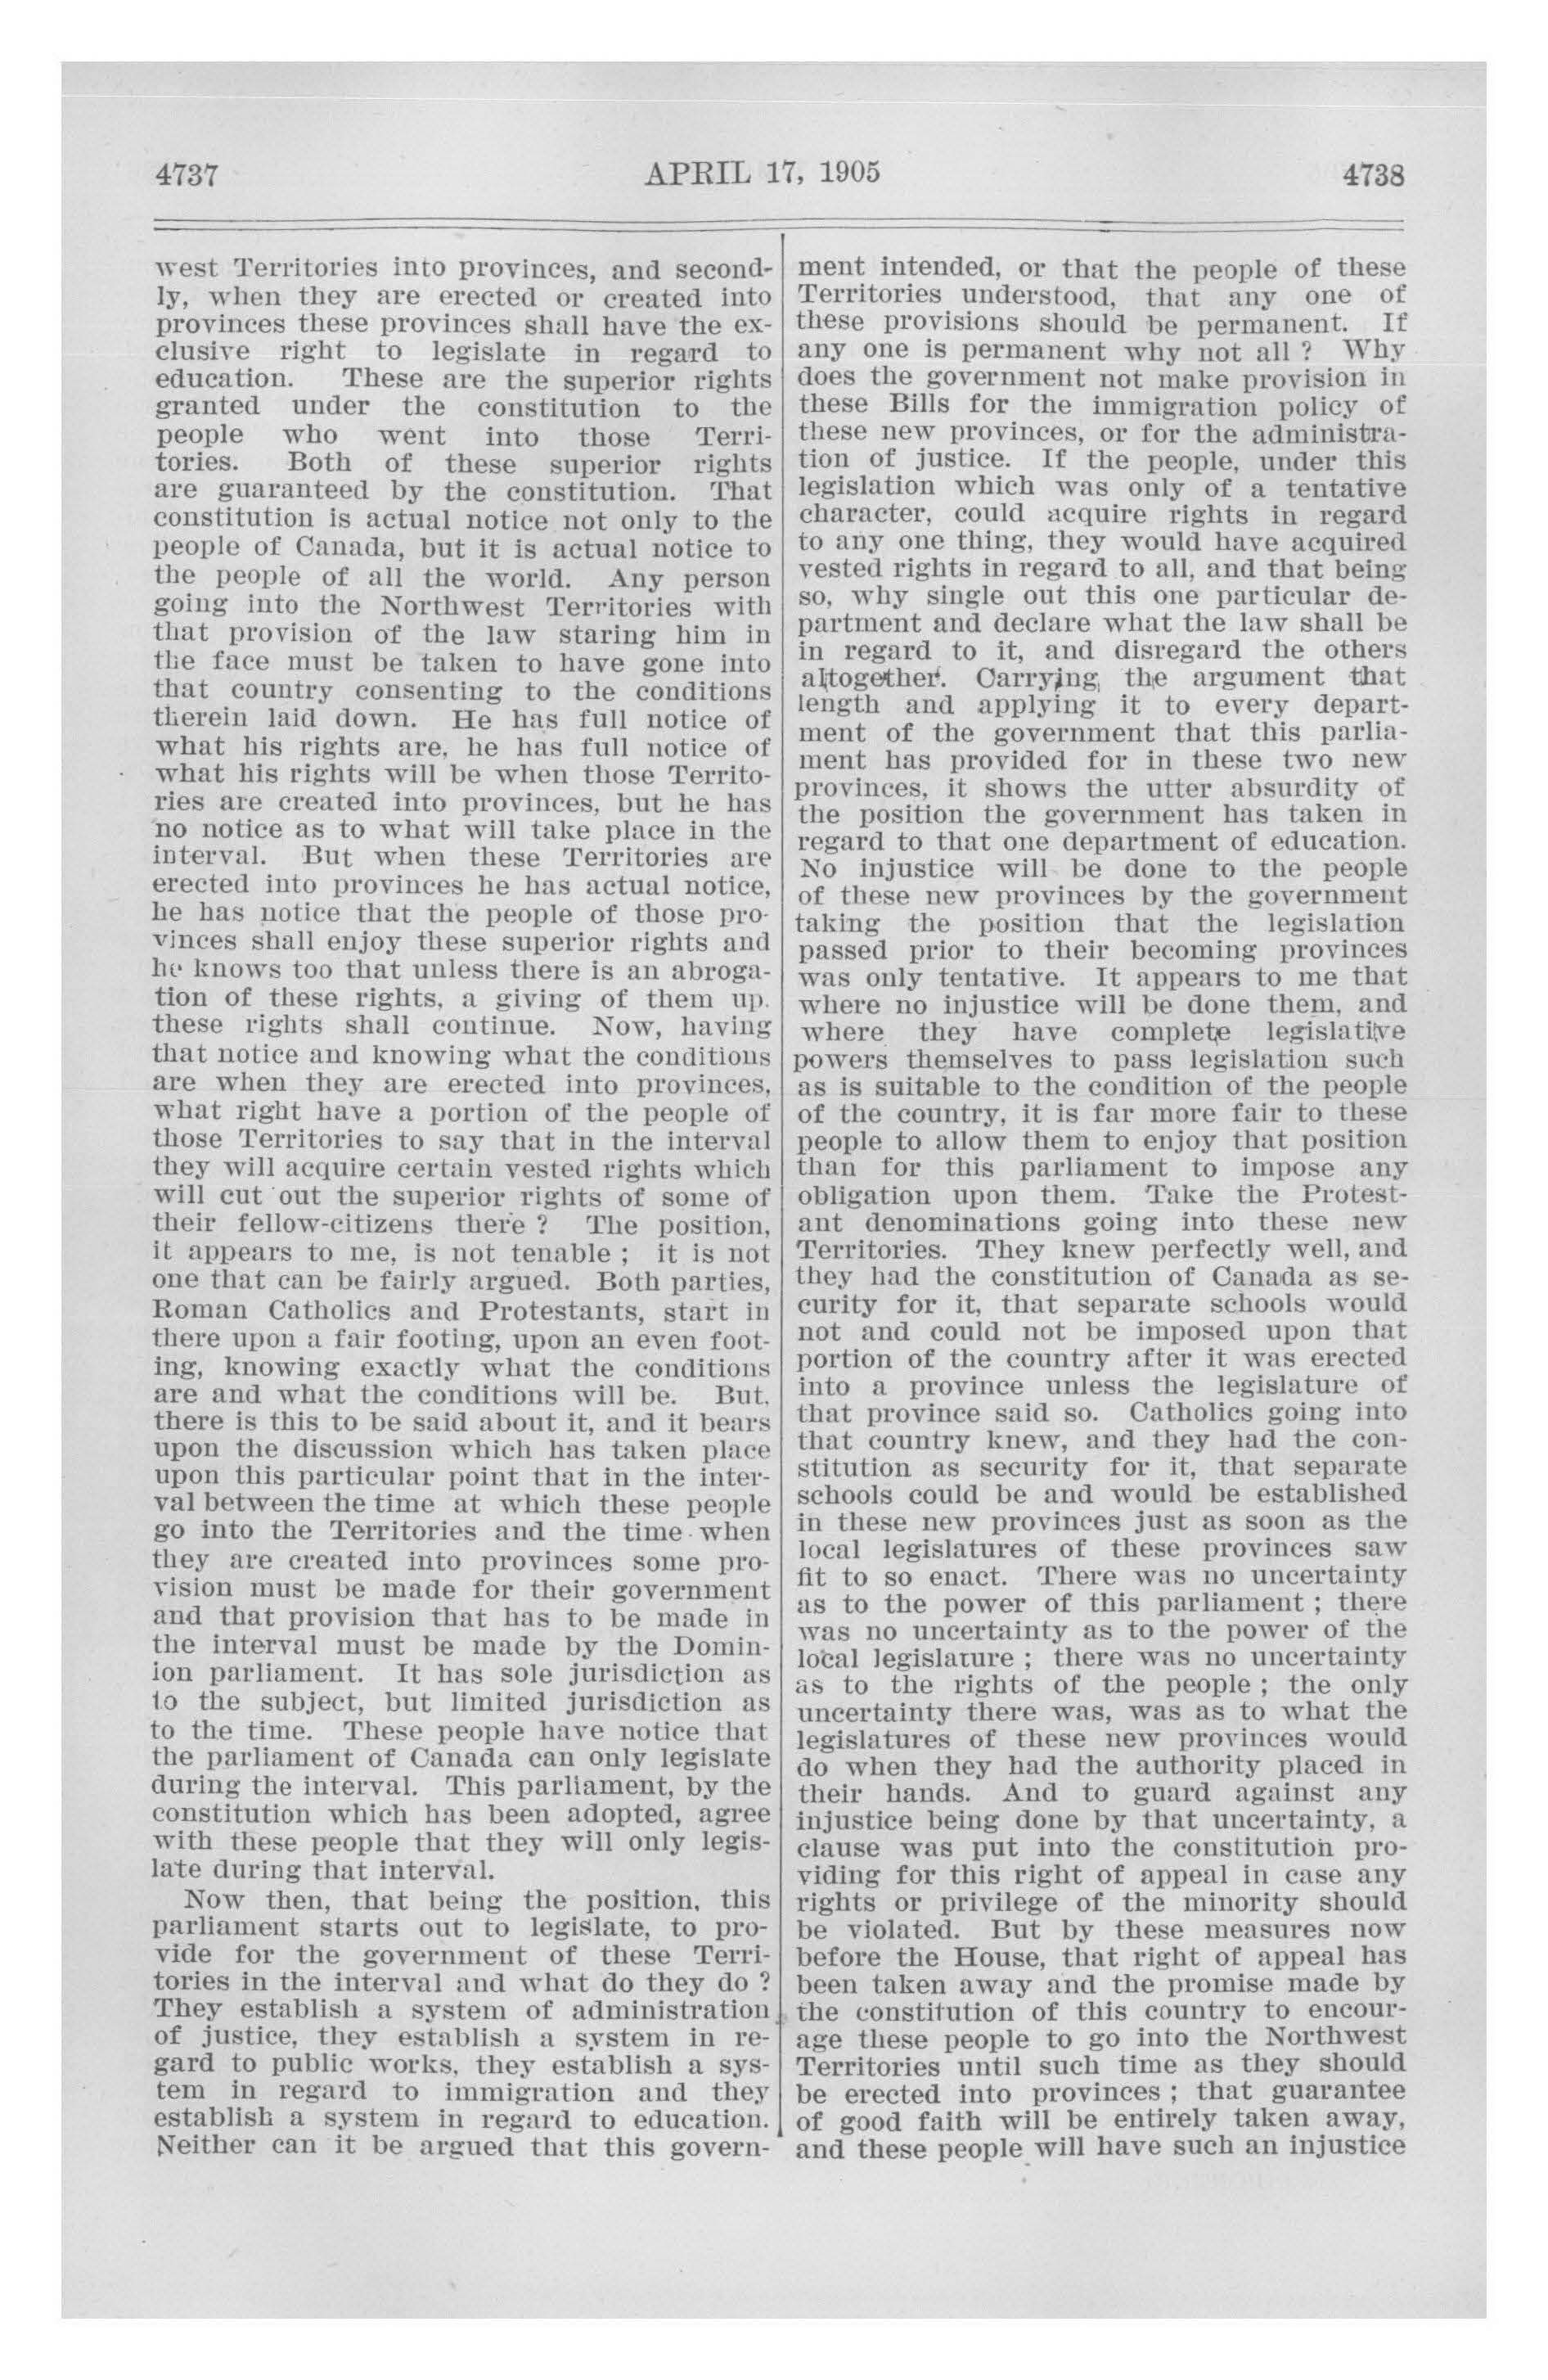 4737
APRIL 17, 1905
4738
west Territories into provinces, and second-
ly, when they are erected or created into
provinces these provinces shall have the ex-
clusive right to legislate in regard to
education. These are the superior rights
granted under the constitution to the
people who went into those Terri-
tories. Both of these superior rights
are guaranteed by the constitution. That
constitution is actual notice not only to the
people of Canada, but it is actual notice to
the people of all the world. Any person
going into the Northwest Territories with
that provision of the law staring him in
the face must be taken to have gone into
that country consenting to the conditions
therein laid down. He has full notice of
what his rights are, he has full notice of
what his rights will be when those Territo-
ries are created into provinces, but he has
no notice as to what will take place in the
interval. But when these Territories are
erected into provinces he has actual notice,
he has notice that the people of those pro-
vinces shall enjoy these superior rights and
he knows too that unless there is an abroga-
tion of these rights, a giving of them up.
these rights shall continue. Now, having
that notice and knowing what the conditions
are when they are erected into provinces,
what right have a portion of the people of
those Territories to say that in the interval
they will acquire certain vested rights which
will cut out the superior rights of some of
their fellow-citizens there ? The position,
it appears to me, is not tenable ; it is not
one that can be fairly argued. Both parties,
Roman Catholics and Protestants, start in
there upon a fair footing, upon an even foot-
ing, knowing exactly what the conditions
are and what the conditions will be. But.
there is this to be said about it, and it bears
upon the discussion which has taken place
upon this particular point that in the inter-
val between the time at which these people
go into the Territories and the time when
they are created into provinces some pro-
vision must be made for their government
and that provision that has to be made in
the interval must be made by the Domin-
ion parliament. It has sole jurisdiction as
to the subject, but limited jurisdiction as
to the time. These people have notice that
the parliament of Canada can only legislate
during the interval. This parliament, by the
constitution which has been adopted, agree
with these people that they will only legis-
late during that interval.
Now then, that being the position, this
parliament starts out to legislate, to pro-
vide for the government of these Terri-
tories in the interval and what do they do ?
They establish a system of administration
of justice, they establish a system in re-
gard to public works, they establish a sys-
tem in regard to immigration and they
establish a system in regard to education.
Neither can it be argued that this govern-
ment intended, or that the people of these
Territories understood, that any one of
these provisions should be permanent. If
any one is permanent why not all ? Why
does the government not make provision in
these Bills for the immigration policy of
these new provinces, or for the administra-
tion of justice. If the people, under this
legislation which was only of a tentative
character, could acquire rights in regard
to any one thing, they would have acquired
vested rights in regard to all, and that being
so, why single out this one particular de-
partment and declare what the law shall be
in regard to it, and disregard the others
altogether. Carrying the argument that
length and applying it to every depart-
ment of the government that this parlia-
ment has provided for in these two new
provinces, it shows the utter absurdity of
the position the government has taken in
regard to that one department of education.
No injustice will be done to the people
of these new provinces by the government
taking the position that the legislation
passed prior to their becoming provinces
was only tentative. It appears to me that
where no injustice will be done them, and
where they have complete legislative
powers themselves to pass legislation such
as is suitable to the condition of the people
of the country, it is far more fair to these
people to allow them to enjoy that position
than for this parliament to impose any
obligation upon them. Take the Protest-
ant denominations going into these new
Territories. They knew perfectly well, and
they had the constitution of Canada as se-
curity for it, that separate schools would
not and could not be imposed upon that
portion of the country after it was erected
into a province unless the legislature of
that province said so. Catholics going into
that country knew, and they had the con-
stitution as security for it, that separate
schools could be and would be established
in these new provinces just as soon as the
local legislatures of these provinces saw
fit to so enact. There was no uncertainty
as to the power of this parliament ; there
was no uncertainty as to the power of the
local legislature ; there was no uncertainty
as to the rights of the people ; the only
uncertainty there was, was as to what the
legislatures of these new provinces would
do when they had the authority placed in
their hands. And to guard against any
injustice being done by that uncertainty, a
clause was put into the constitution pro-
viding for this right of appeal in case any
rights or privilege of the minority should
be violated. But by these measures now
before the House, that right of appeal has
been taken away and the promise made by
the constitution of this country to encour-
age these people to go into the Northwest
Territories until such time as they should
be erected into provinces ; that guarantee
of good faith will be entirely taken away,
and these people will have such an injustice